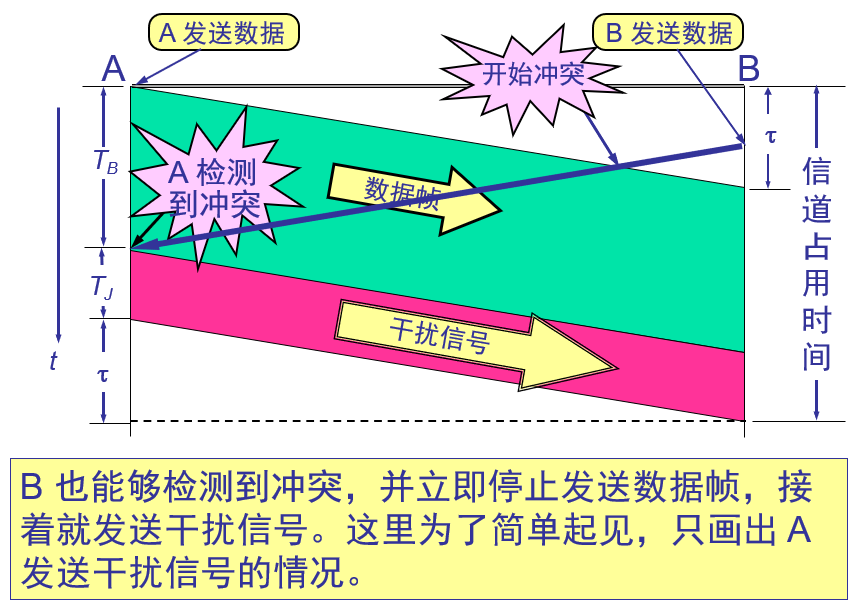 A 发送数据
B 发送数据
A
开始冲突
B
τ
T_B
A 检测
到冲突
数据帧
信道占用时间
T_J
干扰信号
t
τ
B 也能够检测到冲突，并立即停止发送数据帧，接
着就发送干扰信号。这里为了简单起见，只画出 A
发送干扰信号的情况。